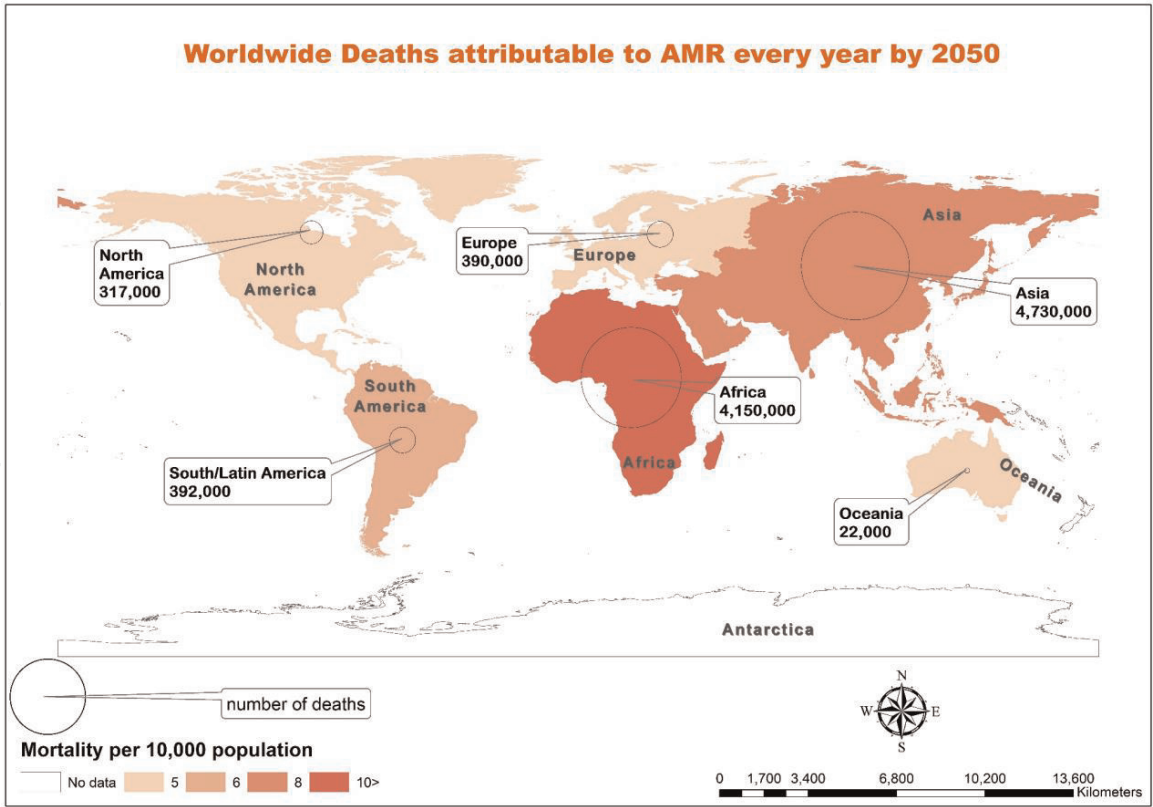 Worldwide Deaths attributable to AMR every year by 2050
North
America
317,000
North
America
Europe
390,000
Europe
Asia
Asia
4,730,000
South
America
Africa
4,150,000
Africa
South/Latin America
392,000
Oceania
Oceania
22,000
Antarctica
number of deaths
N
W E
S
Mortality per 10,000 population
No data 5 6 8 10>
0 1,700 3,400 6,800 10,200 13,600
Kilometers